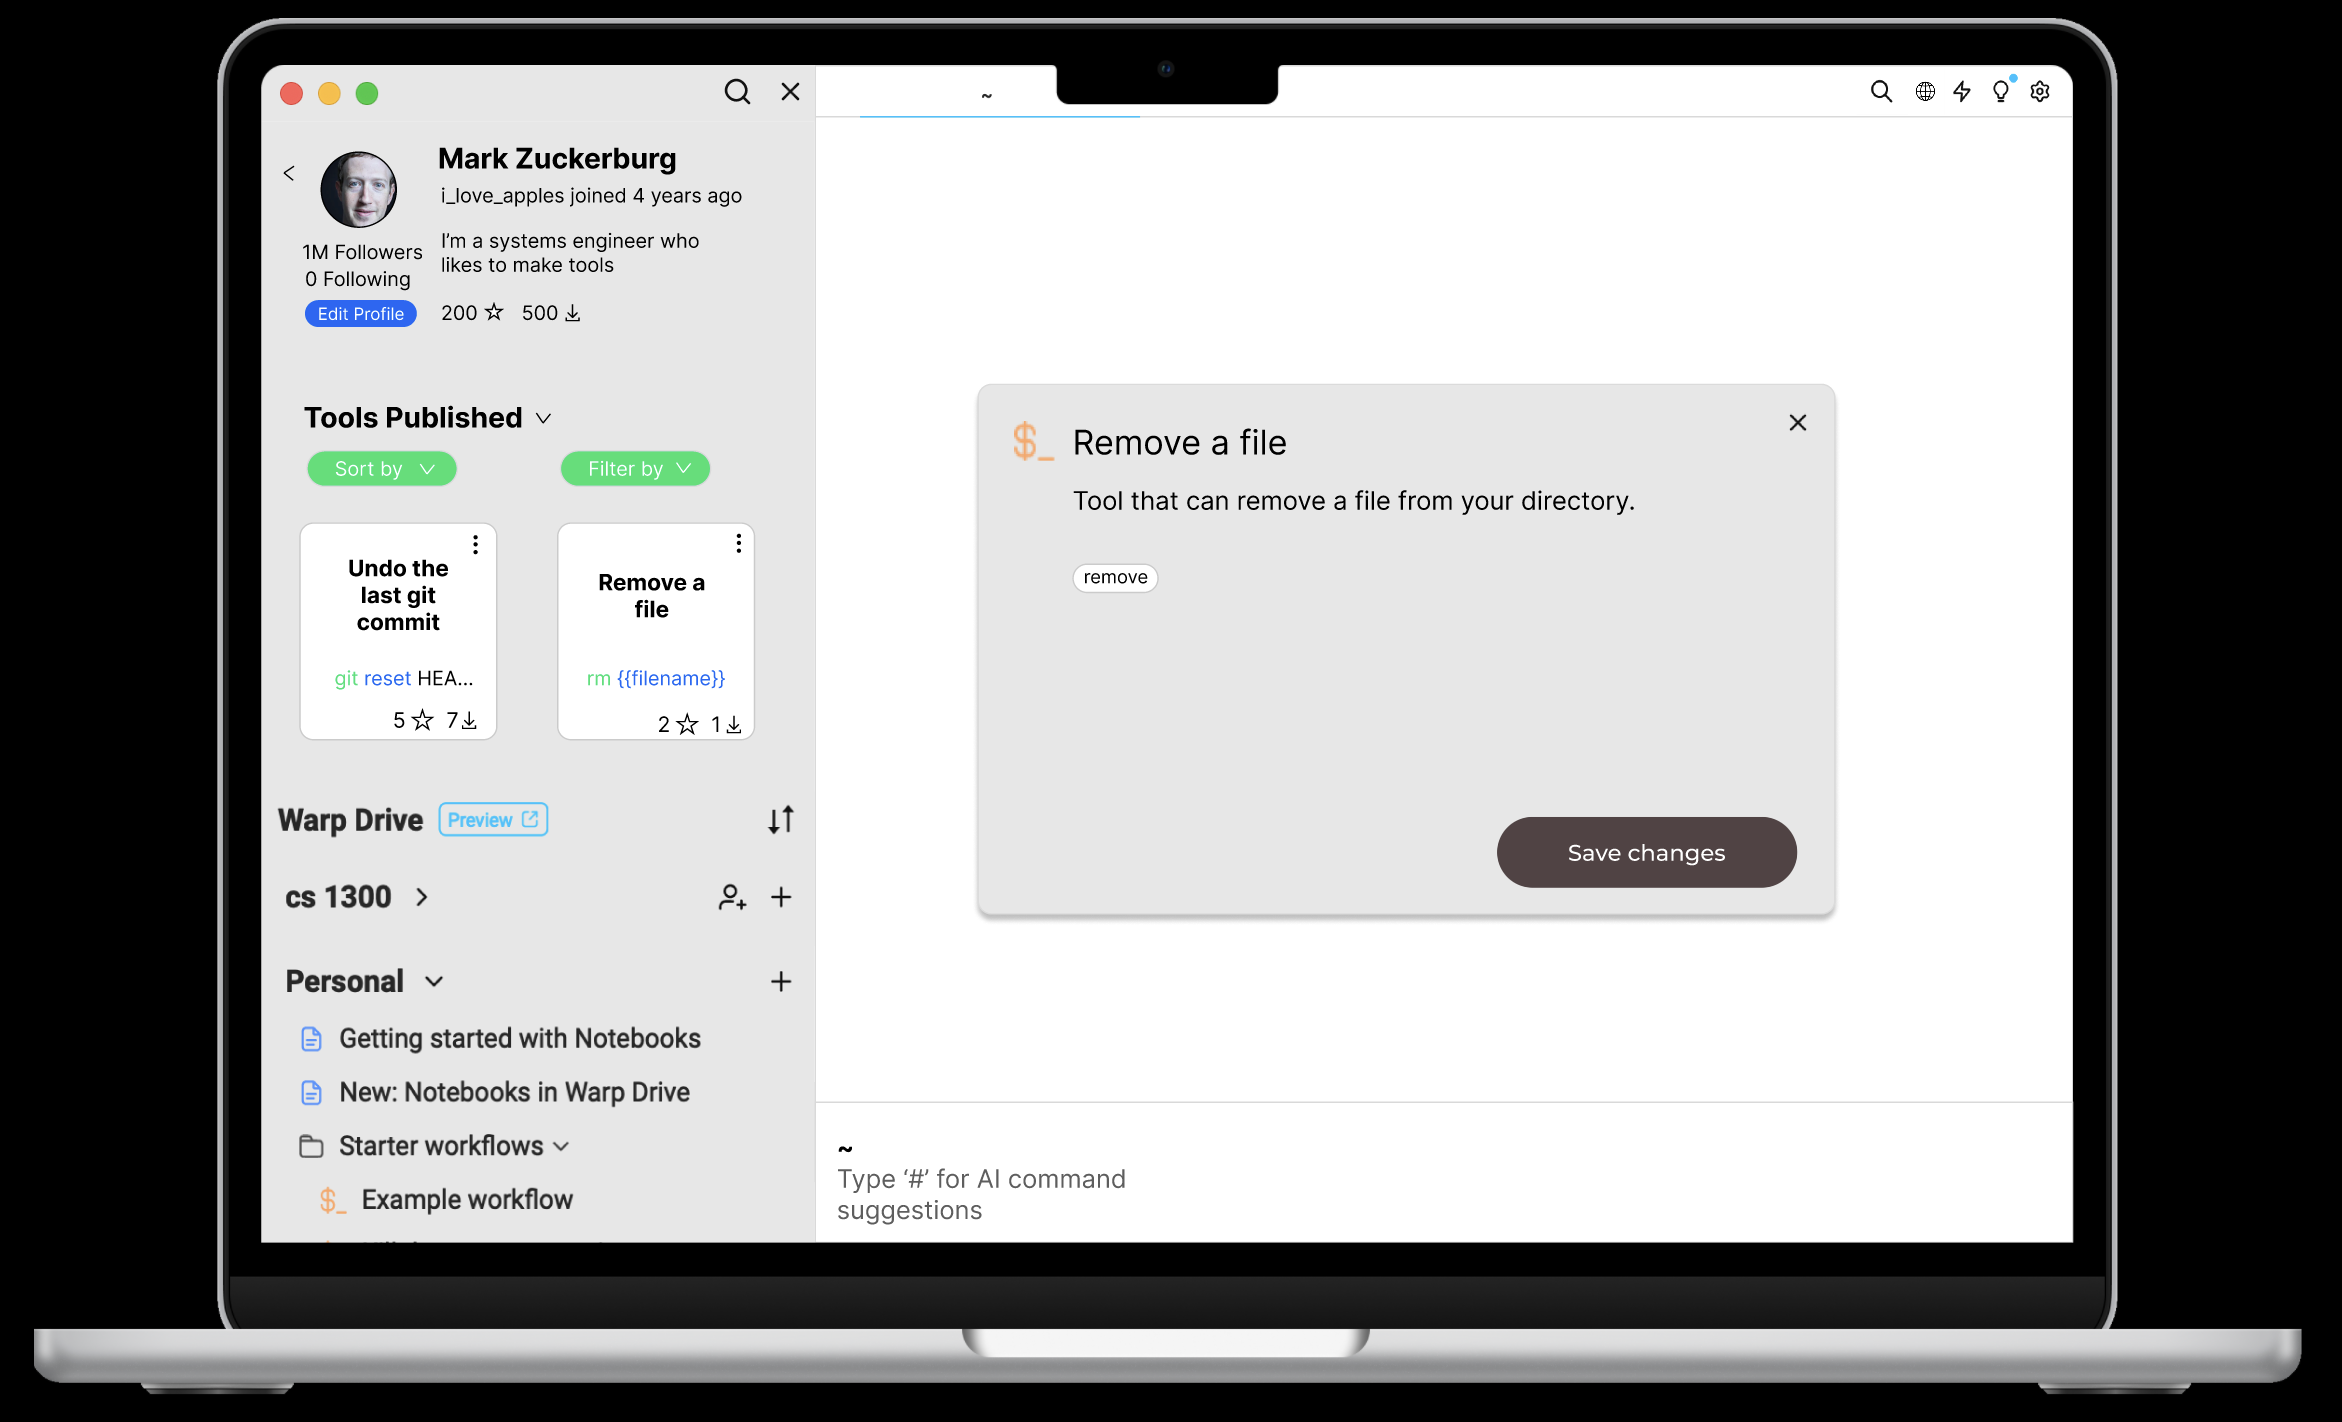 ~
Mark Zuckerburg
i_love_apples joined 4 years ago
1M Followers
0 Following
Edit Profile
I'm a systems engineer who
likes to make tools
200 500
Tools Published
Sort by
Filter by
Undo the
last git
commit
git reset HEA...
5 7
Remove a
file
rm {{filename}}
2 1
Warp Drive
Preview
cs 1300
Personal
Getting started with Notebooks
New: Notebooks in Warp Drive
Starter workflows
$_ Example workflow
$_ Remove a file
Tool that can remove a file from your directory.
remove
Save changes
~
Type ‘#’ for AI command
suggestions